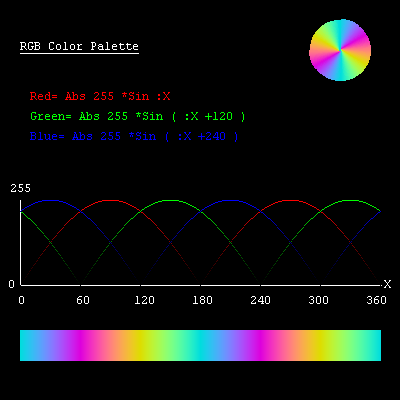 RGB Color Palette
Red= Abs 255 *Sin :X
Green= Abs 255 *Sin ( :X +120 )
Blue= Abs 255 *Sin ( :X +240 )
255
0
X
0 60 120 180 240 300 360